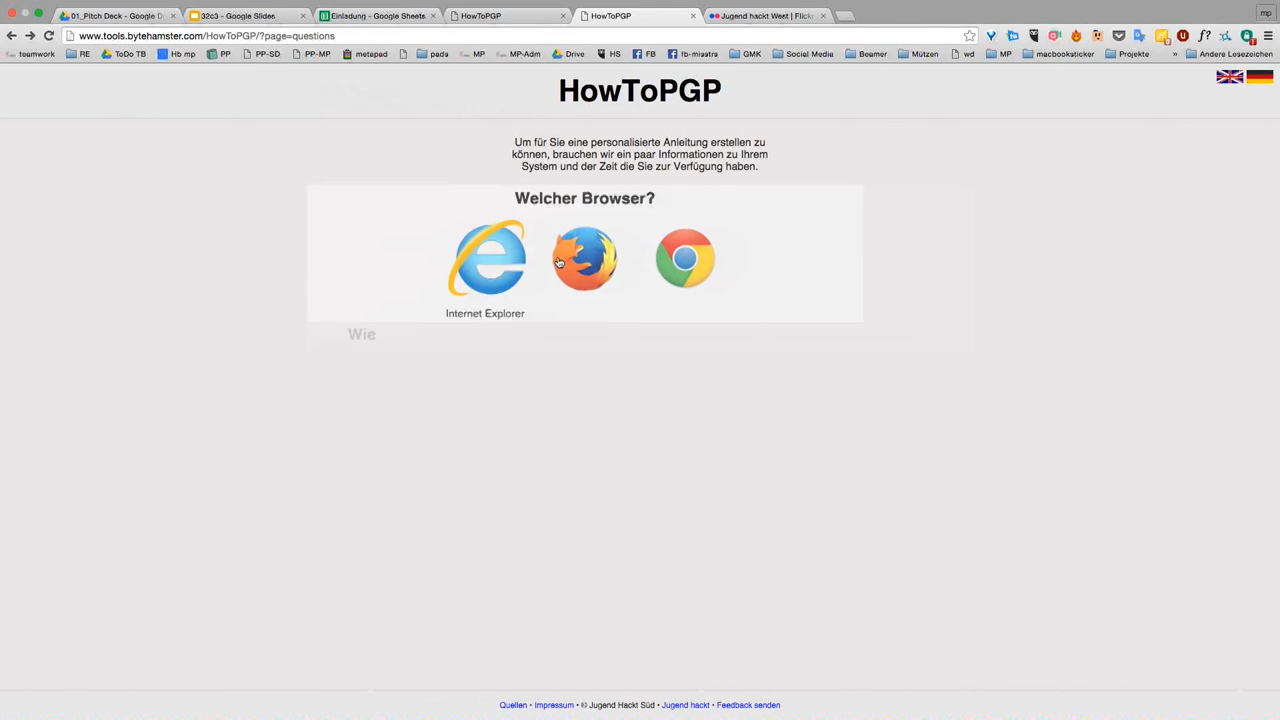 01_Pitch Deck - Google D
32c3 - Google Slides
Einladung - Google Sheets
HowToPGP
HowToPGP
Jugend hackt West | Flick
mp
www.tools.bytehamster.com/HowToPGP/?page=questions
teamwork
RE
ToDo TB
Hb mp
PP
PP-SD
PP-MP
metapad
pads
MP
MP-Adm
Drive
HS
FB
fb-misstrs
GMK
Social Media
Beamer
Mützen
wd
MP
macbooksticker
Projekte
»
Andere Lesezeichen
HowToPGP
Um für Sie eine personalisierte Anleitung erstellen zu
können, brauchen wir ein paar Informationen zu Ihrem
System und der Zeit die Sie zur Verfügung haben.
Welcher Browser?
Internet Explorer
Wie
Quellen • Impressum • © Jugend Hackt Süd • Jugend hackt • Feedback senden